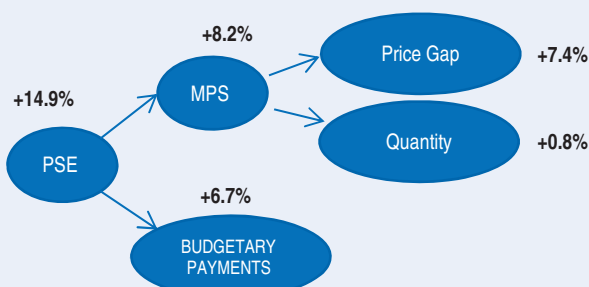 +8.2%
Price Gap
+7.4%
+14.9%
MPS
Quantity
+0.8%
PSE
+6.7%
BUDGETARY
PAYMENTS